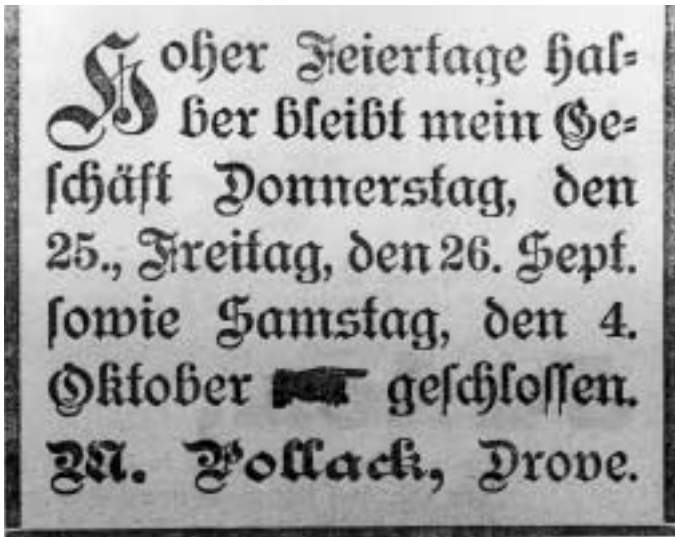 Hoher Feiertage hal-
ber bleibt mein Ge-
schäft Donnerstag, den
25., Freitag, den 26. Sept.
sowie Samstag, den 4.
Oktober geschlossen.
M. Pollack, Drove.